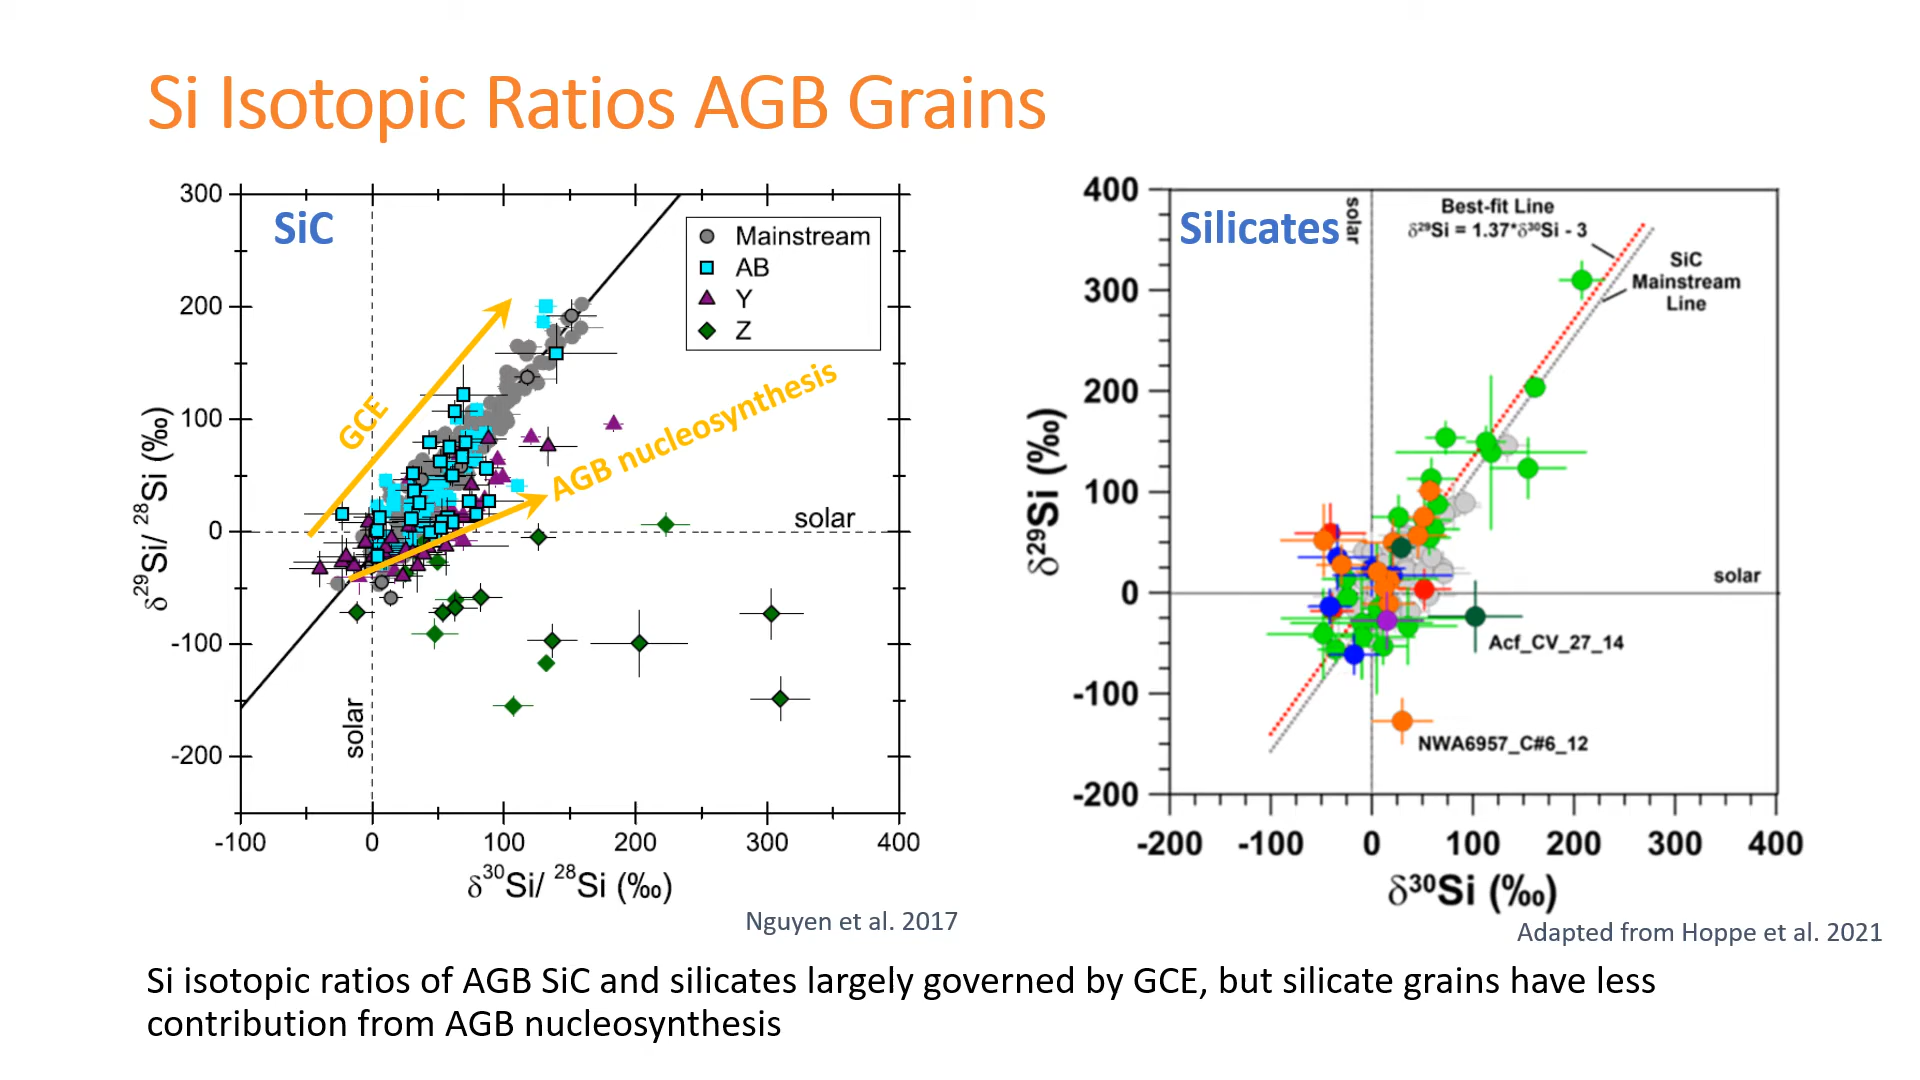 Si Isotopic Ratios AGB Grains
SiC
Mainstream
AB
Y
Z
GCE
AGB nucleosynthesis
solar
solar
300
200
100
0
-100
-200
-100
0
100
200
300
400
δ29Si/ 28Si (‰)
δ30Si/ 28Si (‰)
Nguyen et al. 2017
Silicates
solar
Best-fit Line
δ29Si = 1.37*δ30Si - 3
SiC
Mainstream
Line
solar
Acf_CV_27_14
NWA6957_C#6_12
400
300
200
100
0
-100
-200
-200
-100
0
100
200
300
400
δ29Si (‰)
δ30Si (‰)
Adapted from Hoppe et al. 2021
Si isotopic ratios of AGB SiC and silicates largely governed by GCE, but silicate grains have less
contribution from AGB nucleosynthesis